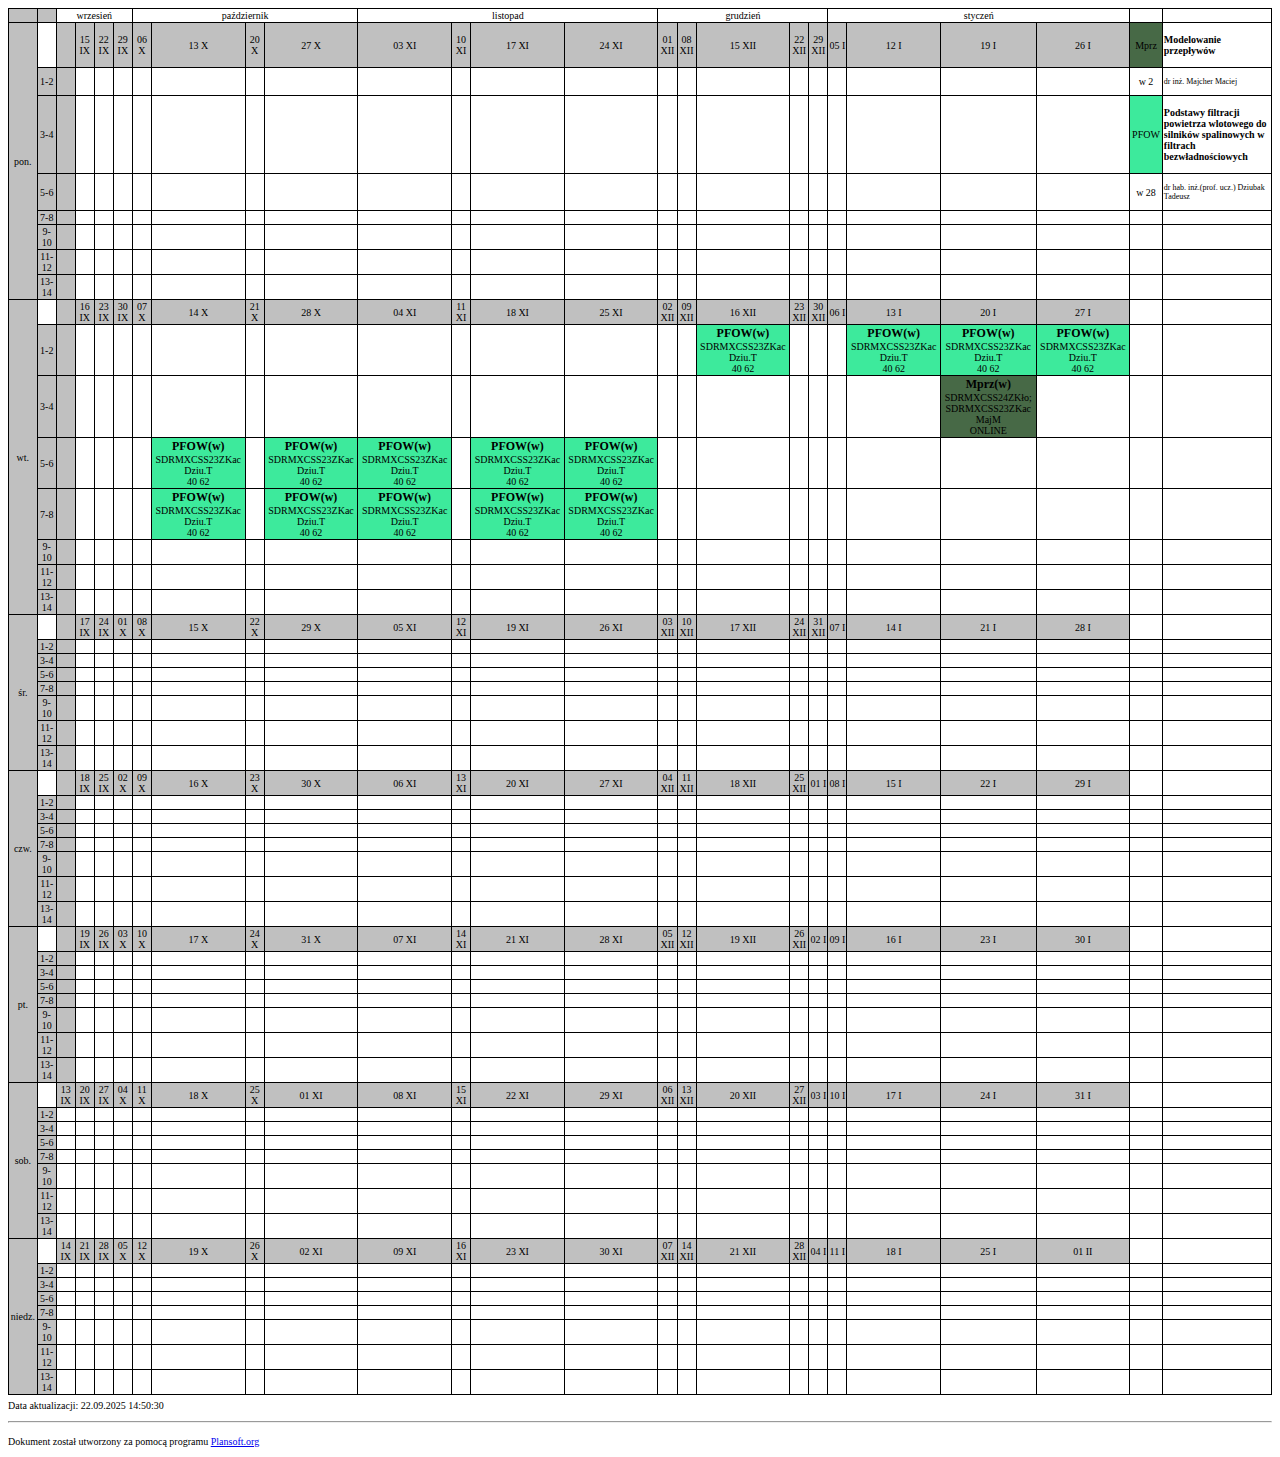 wrzesień październik listopad grudzień styczeń
pon. 15 IX 22 IX 29 IX 06 X 13 X 20 X 27 X 03 XI 10 XI 17 XI 24 XI 01 XII 08 XII 15 XII 22 XII 29 XII 05 I 12 I 19 I 26 I Mprz Modelowanie przepływów
1-2 w 2 dr inż. Majcher Maciej
3-4 PFOW Podstawy filtracji powietrza wlotowego do silników spalinowych w filtrach bezwładnościowych
5-6 w 28 dr hab. inż.(prof. ucz.) Dziubak Tadeusz
7-8
9-10
11-12
13-14
wt. 16 IX 23 IX 30 IX 07 X 14 X 21 X 28 X 04 XI 11 XI 18 XI 25 XI 02 XII 09 XII 16 XII 23 XII 30 XII 06 I 13 I 20 I 27 I
1-2 PFOW(w) PFOW(w) PFOW(w) PFOW(w)
SDRMXCSS23ZKac SDRMXCSS23ZKac SDRMXCSS23ZKac SDRMXCSS23ZKac
Dziu.T Dziu.T Dziu.T Dziu.T
40 62 40 62 40 62 40 62
3-4 Mprz(w)
SDRMXCSS24ZKło;
SDRMXCSS23ZKac
MajM
ONLINE
5-6 PFOW(w) PFOW(w) PFOW(w) PFOW(w) PFOW(w)
SDRMXCSS23ZKac SDRMXCSS23ZKac SDRMXCSS23ZKac SDRMXCSS23ZKac SDRMXCSS23ZKac
Dziu.T Dziu.T Dziu.T Dziu.T Dziu.T
40 62 40 62 40 62 40 62 40 62
7-8 PFOW(w) PFOW(w) PFOW(w) PFOW(w) PFOW(w)
SDRMXCSS23ZKac SDRMXCSS23ZKac SDRMXCSS23ZKac SDRMXCSS23ZKac SDRMXCSS23ZKac
Dziu.T Dziu.T Dziu.T Dziu.T Dziu.T
40 62 40 62 40 62 40 62 40 62
9-10
11-12
13-14
śr. 17 IX 24 IX 01 X 08 X 15 X 22 X 29 X 05 XI 12 XI 19 XI 26 XI 03 XII 10 XII 17 XII 24 XII 31 XII 07 I 14 I 21 I 28 I
1-2
3-4
5-6
7-8
9-10
11-12
13-14
czw. 18 IX 25 IX 02 X 09 X 16 X 23 X 30 X 06 XI 13 XI 20 XI 27 XI 04 XII 11 XII 18 XII 25 XII 01 I 08 I 15 I 22 I 29 I
1-2
3-4
5-6
7-8
9-10
11-12
13-14
pt. 19 IX 26 IX 03 X 10 X 17 X 24 X 31 X 07 XI 14 XI 21 XI 28 XI 05 XII 12 XII 19 XII 26 XII 02 I 09 I 16 I 23 I 30 I
1-2
3-4
5-6
7-8
9-10
11-12
13-14
sob. 13 IX 20 IX 27 IX 04 X 11 X 18 X 25 X 01 XI 08 XI 15 XI 22 XI 29 XI 06 XII 13 XII 20 XII 27 XII 03 I 10 I 17 I 24 I 31 I
1-2
3-4
5-6
7-8
9-10
11-12
13-14
niedz. 14 IX 21 IX 28 IX 05 X 12 X 19 X 26 X 02 XI 09 XI 16 XI 23 XI 30 XI 07 XII 14 XII 21 XII 28 XII 04 I 11 I 18 I 25 I 01 II
1-2
3-4
5-6
7-8
9-10
11-12
13-14
Data aktualizacji: 22.09.2025 14:50:30
Dokument został utworzony za pomocą programu Plansoft.org